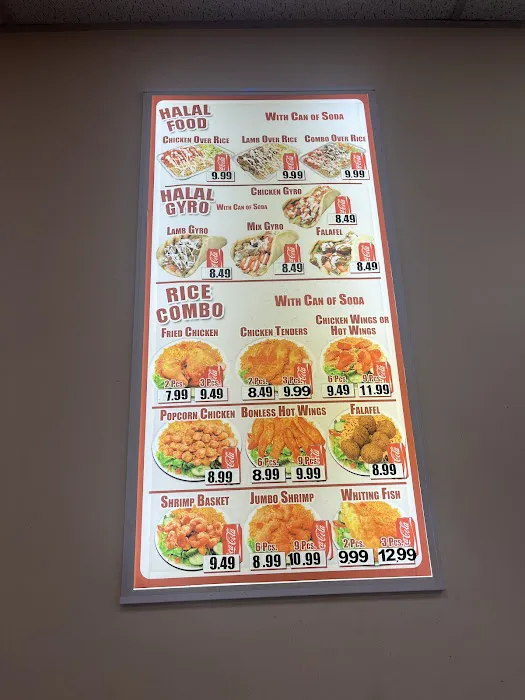 HALAL FOOD
WITH CAN OF SODA
CHICKEN OVER RICE LAMB OVER RICE COMBO OVER RICE
9.99 9.99 9.99
HALAL GYRO
WITH CAN OF SODA
CHICKEN GYRO
8.49
LAMB GYRO MIX GYRO FALAFEL
8.49 8.49 8.49
RICE COMBO
WITH CAN OF SODA
FRIED CHICKEN CHICKEN TENDERS CHICKEN WINGS OR
HOT WINGS
2 Pcs. 3 Pcs. 2 Pcs. 3 Pcs. 6 Pcs. 9 Pcs.
7.99 9.49 8.49 9.99 9.49 11.99
POPCORN CHICKEN BONLESS HOT WINGS FALAFEL
6 Pcs. 9 Pcs.
8.99 8.99 9.99 8.99
SHRIMP BASKET JUMBO SHRIMP WHITING FISH
6 Pcs. 9 Pcs. 2 Pcs. 3 Pcs.
9.49 8.99 10.99 9.99 12.99